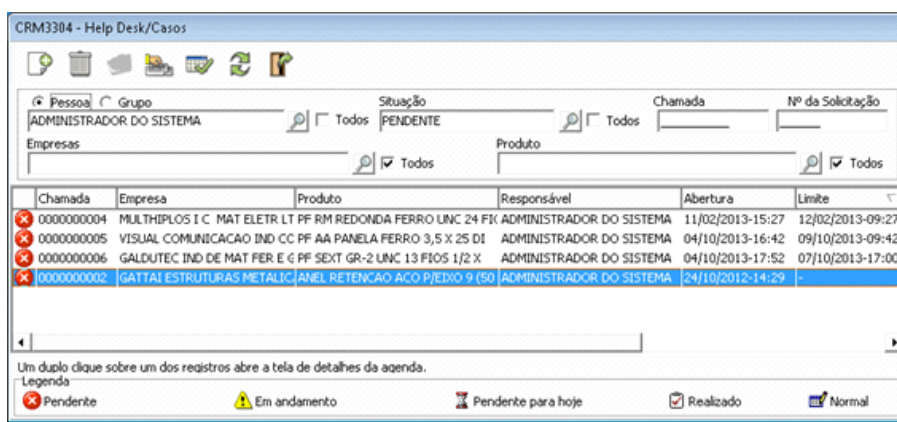 CRM3304 - Help Desk/Casos
Pessoa Grupo Situação Chamada Nº da Solicitação
ADMINISTRADOR DO SISTEMA Todos PENDENTE Todos
Empresas Produto
Todos Todos
Chamada Empresa Produto Responsável Abertura Limite
0000000004 MULTHIPLOS I C MAT ELETR LT PF RM REDONDA FERRO UNC 24 FI ADMINISTRADOR DO SISTEMA 11/02/2013-15:27 12/02/2013-09:27
0000000005 VISUAL COMUNICACAO IND CC PF AA PANELA FERRO 3,5 X 25 DI ADMINISTRADOR DO SISTEMA 04/10/2013-16:42 09/10/2013-09:42
0000000006 GALDUTEC IND DE MAT FER E G PF SEXT GR-2 UNC 13 FIOS 1/2 X ADMINISTRADOR DO SISTEMA 04/10/2013-17:52 07/10/2013-17:00
0000000002 GATTAI ESTRUTURAS METALIC ANEL RETENCAO ACO P/EIXO 9 (50 ADMINISTRADOR DO SISTEMA 24/10/2012-14:29 -
Um duplo clique sobre um dos registros abre a tela de detalhes da agenda.
Legenda
Pendente Em andamento Pendente para hoje Realizado Normal